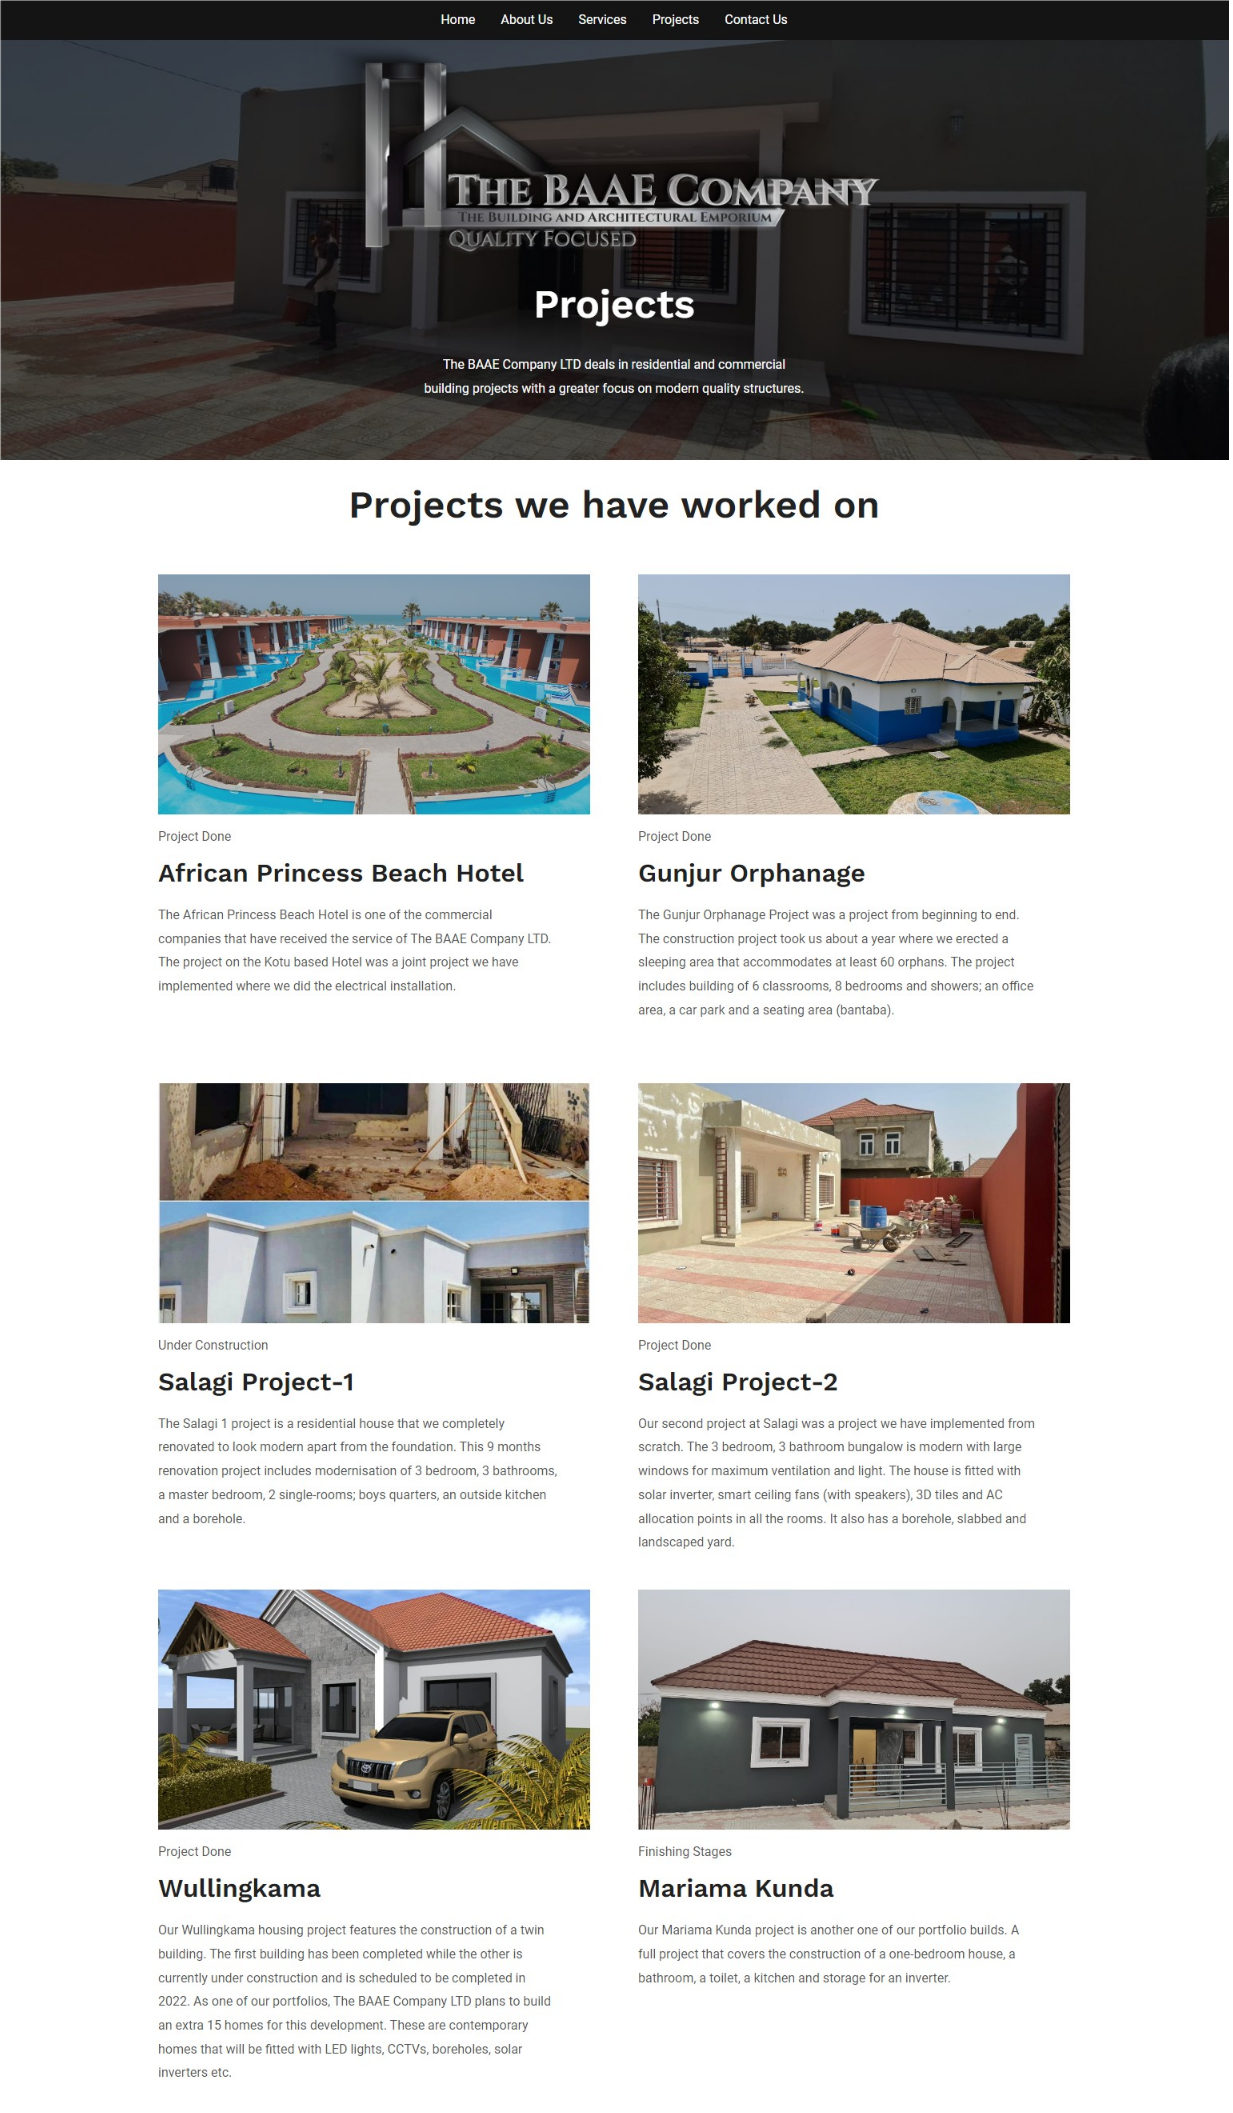 Home About Us Services Projects Contact Us
THE BAAE COMPANY
THE BUILDING AND ARCHITECTURAL EMPORIUM
QUALITY FOCUSED
Projects
The BAAE Company LTD deals in residential and commercial
building projects with a greater focus on modern quality structures.
Projects we have worked on
Project Done
African Princess Beach Hotel
The African Princess Beach Hotel is one of the commercial
companies that have received the service of The BAAE Company LTD.
The project on the Kotu based Hotel was a joint project we have
implemented where we did the electrical installation.
Project Done
Gunjur Orphanage
The Gunjur Orphanage Project was a project from beginning to end.
The construction project took us about a year where we erected a
sleeping area that accommodates at least 60 orphans. The project
includes building of 6 classrooms, 8 bedrooms and showers; an office
area, a car park and a seating area (bantaba).
Under Construction
Salagi Project-1
The Salagi 1 project is a residential house that we completely
renovated to look modern apart from the foundation. This 9 months
renovation project includes modernisation of 3 bedroom, 3 bathrooms,
a master bedroom, 2 single-rooms; boys quarters, an outside kitchen
and a borehole.
Project Done
Salagi Project-2
Our second project at Salagi was a project we have implemented from
scratch. The 3 bedroom, 3 bathroom bungalow is modern with large
windows for maximum ventilation and light. The house is fitted with
solar inverter, smart ceiling fans (with speakers), 3D tiles and AC
allocation points in all the rooms. It also has a borehole, slabbed and
landscaped yard.
Project Done
Wullingkama
Our Wullingkama housing project features the construction of a twin
building. The first building has been completed while the other is
currently under construction and is scheduled to be completed in
2022. As one of our portfolios, The BAAE Company LTD plans to build
an extra 15 homes for this development. These are contemporary
homes that will be fitted with LED lights, CCTVs, boreholes, solar
inverters etc.
Finishing Stages
Mariama Kunda
Our Mariama Kunda project is another one of our portfolio builds. A
full project that covers the construction of a one-bedroom house, a
bathroom, a toilet, a kitchen and storage for an inverter.